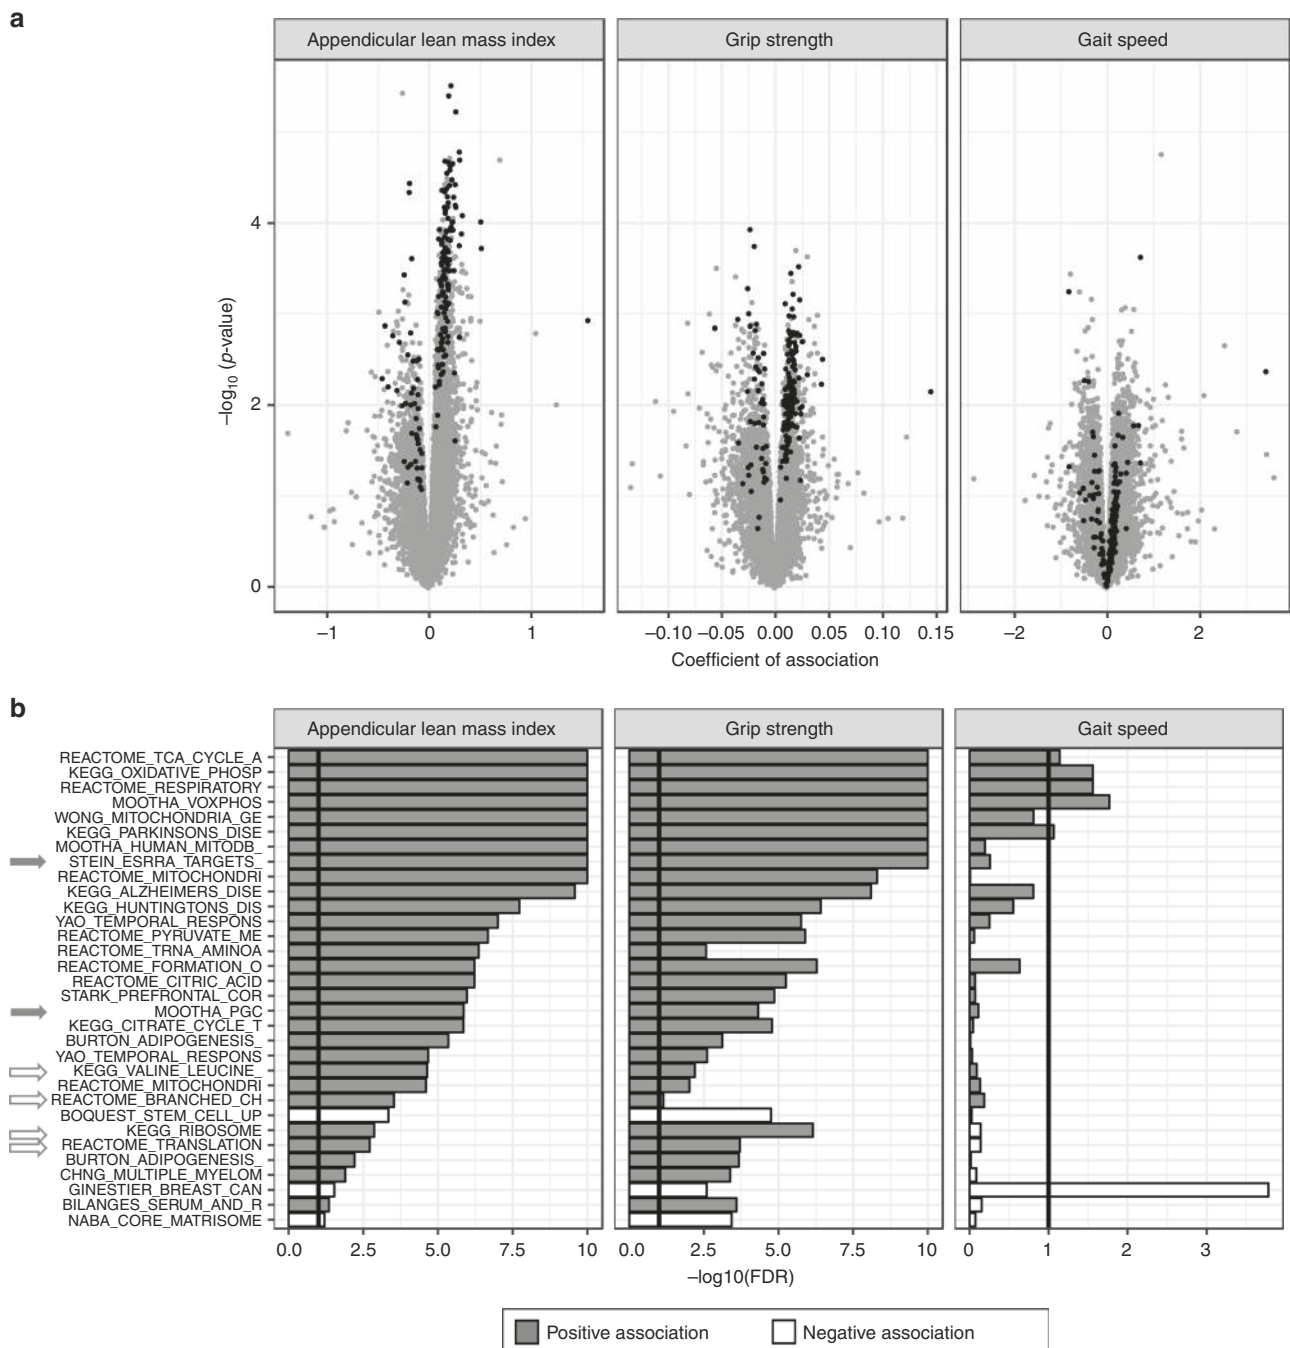 a
Appendicular lean mass index
Grip strength
Gait speed
4
2
0
–log10 (p-value)
–1
0
1
–0.10
–0.05
0.00
0.05
0.10
0.15
–2
0
2
Coefficient of association
b
Appendicular lean mass index
Grip strength
Gait speed
REACTOME_TCA_CYCLE_A
KEGG_OXIDATIVE_PHOSP
REACTOME_RESPIRATORY
MOOTHA_VOXPHOS
WONG_MITOCHONDRIA_GE
KEGG_PARKINSONS_DISE
MOOTHA_HUMAN_MITODB_
STEIN_ESRRA_TARGETS_
REACTOME_MITOCHONDRI
KEGG_ALZHEIMERS_DISE
KEGG_HUNTINGTONS_DIS
YAO_TEMPORAL_RESPONS
REACTOME_PYRUVATE_ME
REACTOME_TRNA_AMINOA
REACTOME_FORMATION_O
REACTOME_CITRIC_ACID
STARK_PREFRONTAL_COR
MOOTHA_PGC
KEGG_CITRATE_CYCLE_T
BURTON_ADIPOGENESIS_
YAO_TEMPORAL_RESPONS
KEGG_VALINE_LEUCINE_
REACTOME_MITOCHONDRI
REACTOME_BRANCHED_CH
BOQUEST_STEM_CELL_UP
KEGG_RIBOSOME
REACTOME_TRANSLATION
BURTON_ADIPOGENESIS_
CHNG_MULTIPLE_MYELOM
GINESTIER_BREAST_CAN
BILANGES_SERUM_AND_R
NABA_CORE_MATRISOME
0.0
2.5
5.0
7.5
10
0.0
2.5
5.0
7.5
10
0
1
2
3
–log10(FDR)
Positive association
Negative association